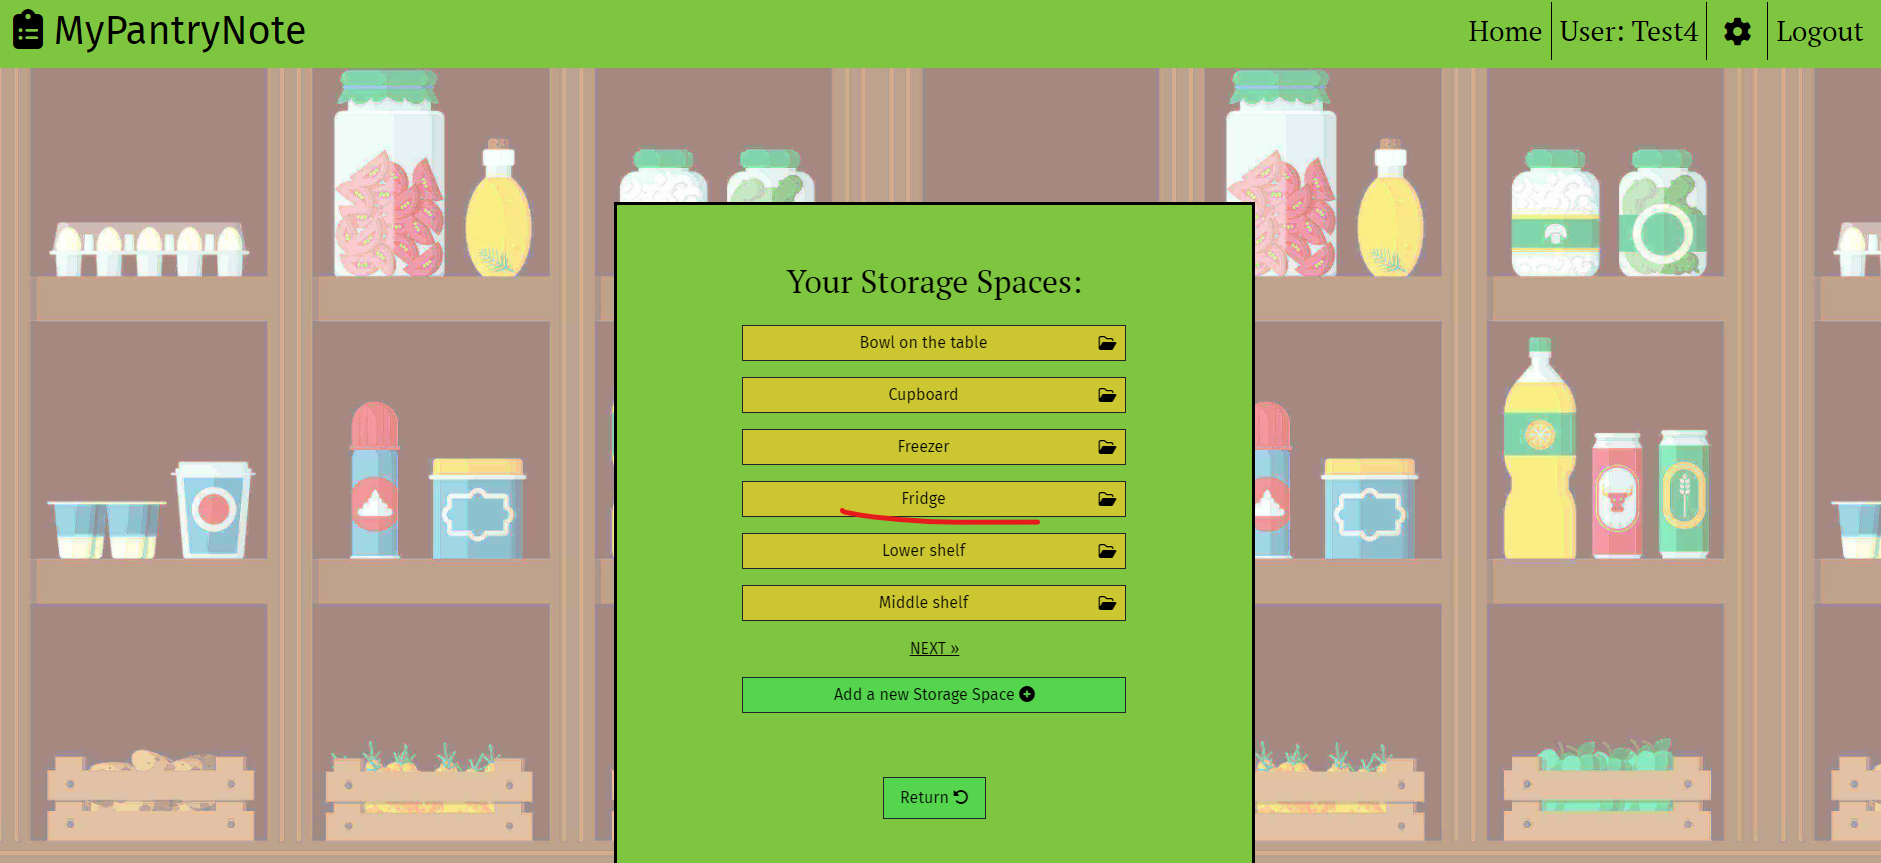 MyPantryNote
Home
User: Test4
Logout
Your Storage Spaces:
Bowl on the table
Cupboard
Freezer
Fridge
Lower shelf
Middle shelf
NEXT »
Add a new Storage Space
Return